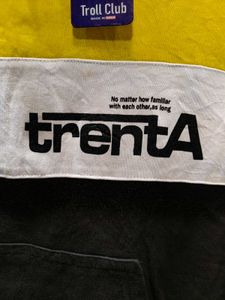 Troll Club
No matter how familiar
with each other, as long
trentA